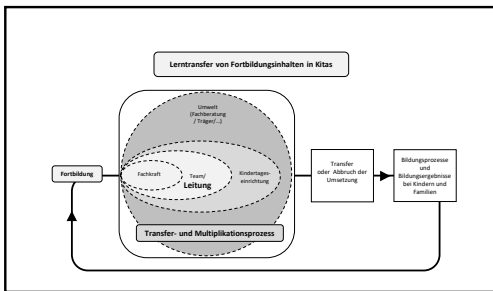 Lerntransfer von Fortbildungsinhalten in Kitas
Umwelt
(Fachberatung
/ Träger/...)
Fortbildung
Fachkraft
Team/
Leitung
Kindertages-
einrichtung
Transfer
oder Abbruch der
Umsetzung
Bildungsprozesse
und
Bildungsergebnisse
bei Kindern und
Familien
Transfer- und Multiplikationsprozess